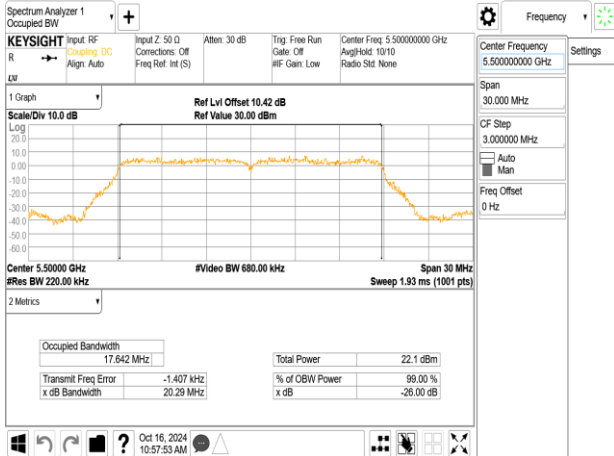 Spectrum Analyzer 1
Occupied BW
Frequency
KEYSIGHT
R
LXI
Input: RF
Coupling: DC
Align: Auto
Input Z: 50 Ω
Corrections: Off
Freq Ref: Int (S)
Atten: 30 dB
Trig: Free Run
Gate: Off
#IF Gain: Low
Center Freq: 5.500000000 GHz
Avg|Hold: 10/10
Radio Std: None
Center Frequency
5.500000000 GHz
Settings
Span
30.000 MHz
CF Step
3.000000 MHz
Auto
Man
Freq Offset
0 Hz
1 Graph
Scale/Div 10.0 dB
Ref Lvl Offset 10.42 dB
Ref Value 30.00 dBm
Log
20.0
10.0
0.00
-10.0
-20.0
-30.0
-40.0
-50.0
-60.0
Center 5.50000 GHz
#Video BW 680.00 kHz
Span 30 MHz
#Res BW 220.00 kHz
Sweep 1.93 ms (1001 pts)
2 Metrics
Occupied Bandwidth
17.642 MHz
Total Power 22.1 dBm
Transmit Freq Error -1.407 kHz
% of OBW Power 99.00 %
x dB Bandwidth 20.29 MHz
x dB -26.00 dB
?
Oct 16, 2024
10:57:53 AM